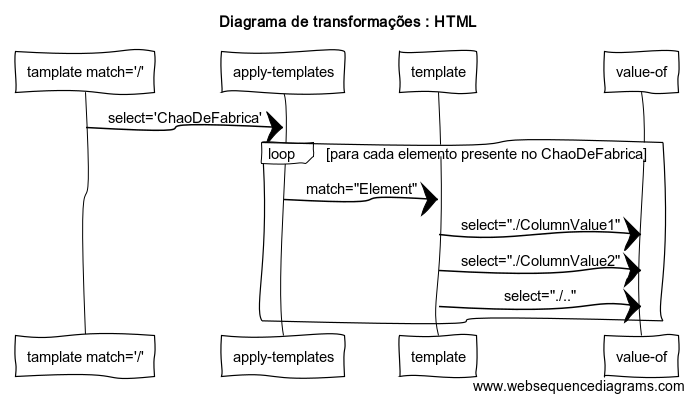 Diagrama de transformações : HTML
tamplate match='/'
apply-templates
template
value-of
select='ChaoDeFabrica'
loop
[para cada elemento presente no ChaoDeFabrica]
match="Element"
select="./ColumnValue1"
select="./ColumnValue2"
select="./.."
tamplate match='/'
apply-templates
template
value-of
www.websequencediagrams.com